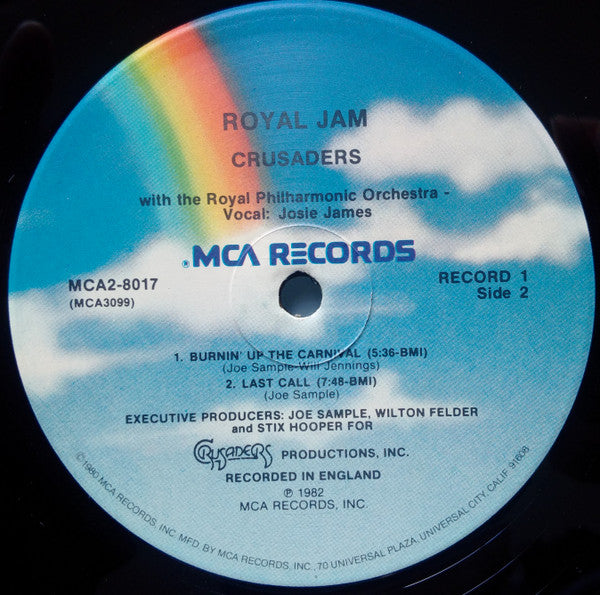 ROYAL JAM
CRUSADERS
with the Royal Philharmonic Orchestra -
Vocal: Josie James
®MCA RECORDS
MCA2-8017
(MCA3099)
RECORD 1
Side 2
1. BURNIN' UP THE CARNIVAL (5:36-BMI)
(Joe Sample-Will Jennings)
2. LAST CALL (7:48-BMI)
(Joe Sample)
EXECUTIVE PRODUCERS: JOE SAMPLE, WILTON FELDER
and STIX HOOPER FOR
CRUSADERS PRODUCTIONS, INC.
RECORDED IN ENGLAND
℗ 1982
MCA RECORDS, INC.
©1980 MCA RECORDS, INC. MFD. BY MCA RECORDS, INC., 70 UNIVERSAL PLAZA, UNIVERSAL CITY, CALIF. 91608